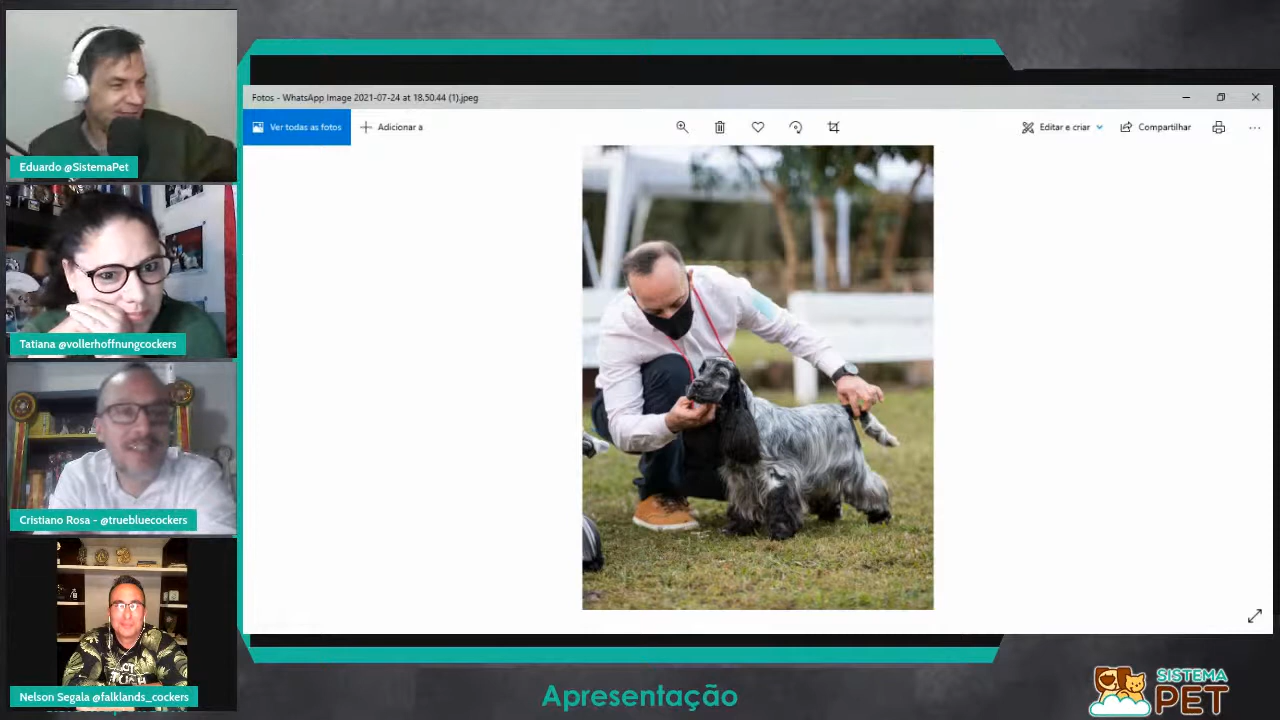 Eduardo @SistemaPet
Tatiana @vollerhoffnungcockers
Cristiano Rosa - @truebluecockers
Nelson Segala @falklands_cockers
Fotos - WhatsApp Image 2021-07-24 at 18.50.44 (1).jpeg
Ver todas as fotos
Adicionar a
Editar e criar
Compartilhar
Apresentação
SISTEMA
PET